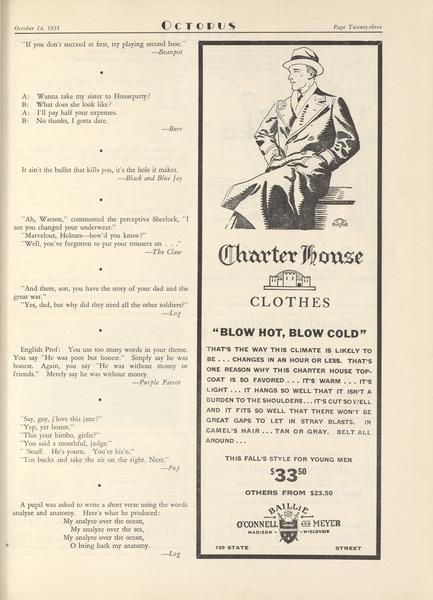 October 14, 1931
OCTOPUS
Page Twenty-three
"If you don't succeed at first, try playing second base."
—Beanpot
A: Wanna take my sister to Houseparty?
B: What does she look like?
A: I'll pay half your expenses.
B: No thanks, I gotta date.
—Burr
It ain't the bullet that kills you, it's the hole it makes.
—Black and Blue Jay
"Ah, Watson," commented the perceptive Sherlock, "I
see you changed your underwear."
"Marvelous, Holmes—how'd you know?"
"Well, you've forgotten to put your trousers on . . ."
—The Claw
"And there, son, you have the story of your dad and the
great war."
"Yes, dad, but why did they need all the other soldiers?"
—Log
English Prof: You use too many words in your theme.
You say "He was poor but honest." Simply say he was
honest. Again, you say "He was without money or
friends." Merely say he was without money.
—Purple Parrot
"Say, guy, j'love this jane?"
"Yep, yer honor."
"This your bimbo, girlie?"
"You said a mouthful, judge."
"'Snuff. He's yourn. You're his'n."
"Ten bucks and take the air on the right. Next."
—Pup
A pupil was asked to write a short verse using the words
analyze and anatomy. Here's what he produced:
My analyze over the ocean,
My analyze over the sea,
My analyze over the ocean,
O bring back my anatomy.
—Log
Charter House
CLOTHES
"BLOW HOT, BLOW COLD"
THAT'S THE WAY THIS CLIMATE IS LIKELY TO
BE . . . CHANGES IN AN HOUR OR LESS. THAT'S
ONE REASON WHY THIS CHARTER HOUSE TOP-
COAT IS SO FAVORED . . . IT'S WARM . . . IT'S
LIGHT . . . IT HANGS SO WELL THAT IT ISN'T A
BURDEN TO THE SHOULDERS . . . IT'S CUT SO WELL
AND IT FITS SO WELL THAT THERE WON'T BE
GREAT GAPS TO LET IN STRAY BLASTS. IN
CAMEL'S HAIR . . . TAN OR GRAY. BELT ALL
AROUND . . .
THIS FALL'S STYLE FOR YOUNG MEN
$33.50
OTHERS FROM $23.50
BAILLIE
O'CONNELL AND MEYER
MADISON - WISCONSIN
109 STATE STREET